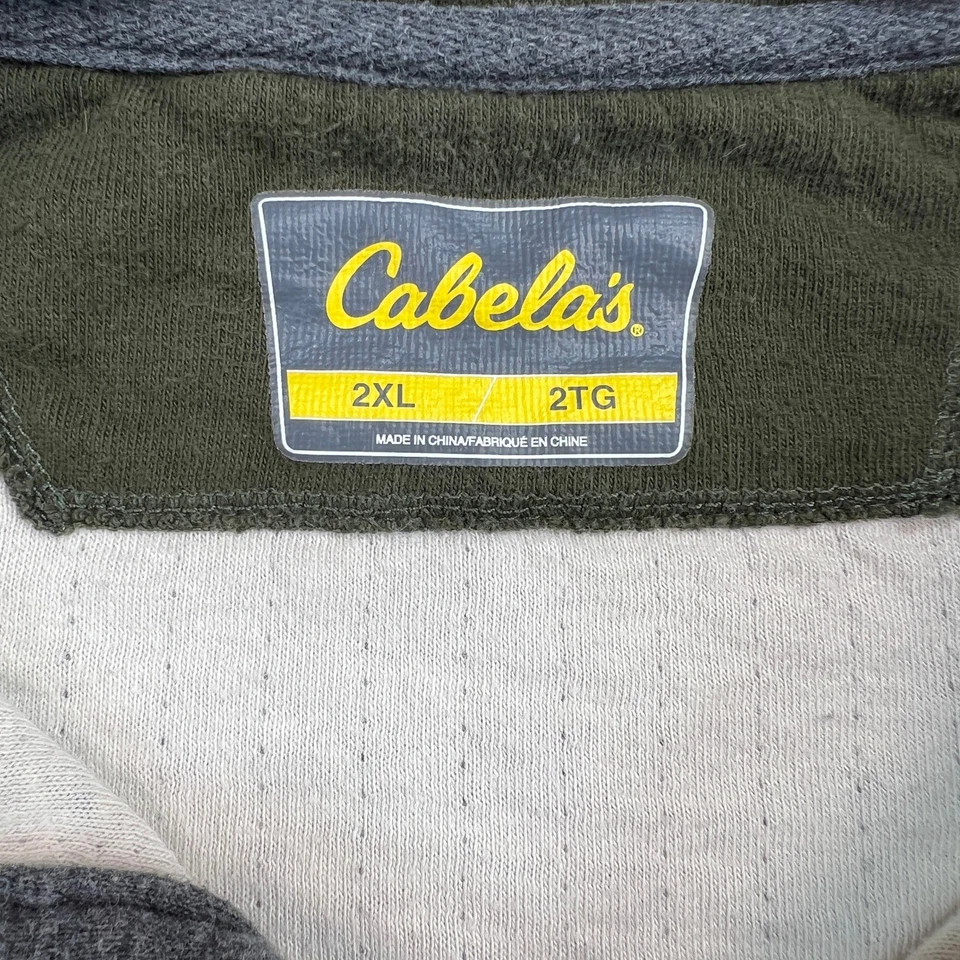 Cabela's®
2XL / 2TG
MADE IN CHINA/FABRIQUÉ EN CHINE